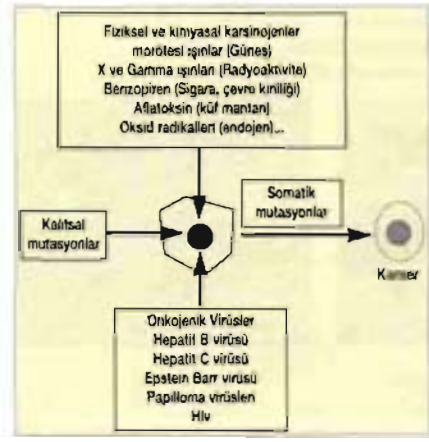 Fiziksel ve kimyasal karsinojenler
morötesi ışınlar (Güneş)
X ve Gamma ışınları (Radyoaktivite)
Benzopiren (Sigara, çevre kirliliği)
Aflatoksin (küf mantarı)
Oksid radikalleri (endojen)...
Somatik
mutasyonlar
Kalıtsal
mutasyonlar
Kanser
Onkojenik Virüsler
Hepatit B virüsü
Hepatit C virüsü
Epstein Barr virüsü
Papilloma virüsleri
Hıv